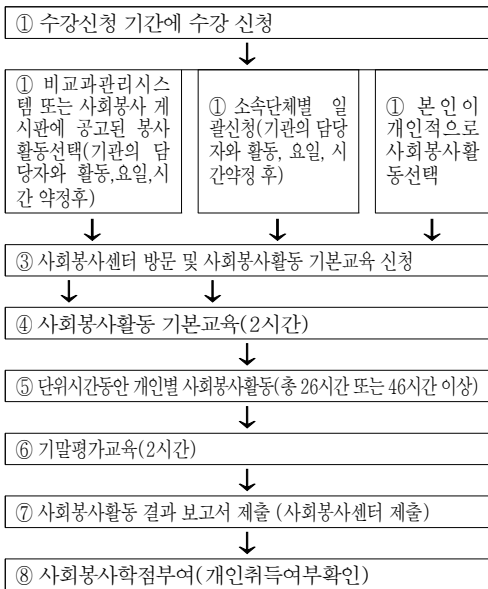 ① 수강신청 기간에 수강 신청
① 비교과관리시스
템 또는 사회봉사 게
시판에 공고된 봉사
활동선택(기관의 담
당자와 활동,요일,시
간 약정후)
① 소속단체별 일
괄신청(기관의 담당
자와 활동, 요일, 시
간약정 후)
① 본인이
개인적으로
사회봉사활
동선택
③ 사회봉사센터 방문 및 사회봉사활동 기본교육 신청
④ 사회봉사활동 기본교육(2시간)
⑤ 단위시간동안 개인별 사회봉사활동(총 26시간 또는 46시간 이상)
⑥ 기말평가교육(2시간)
⑦ 사회봉사활동 결과 보고서 제출 (사회봉사센터 제출)
⑧ 사회봉사학점부여(개인취득여부확인)